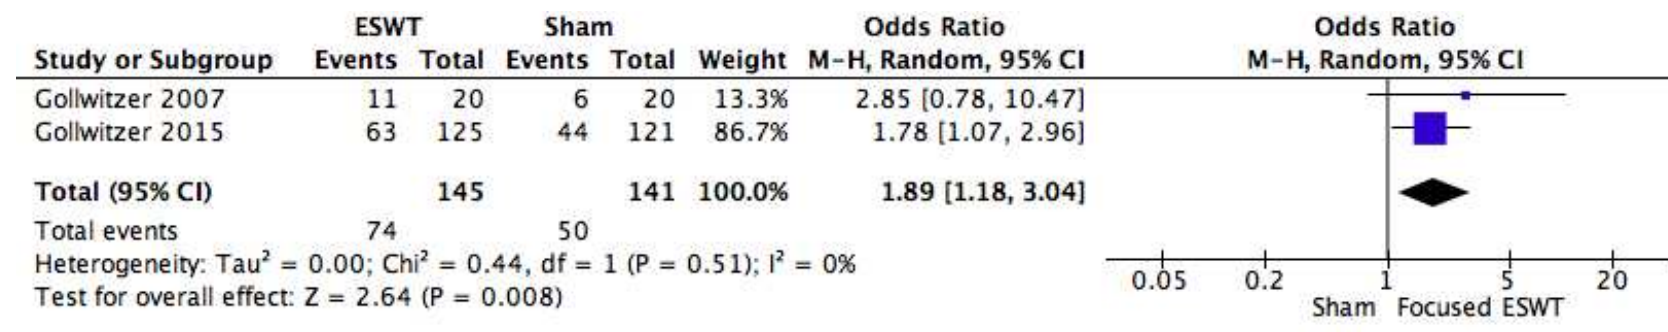 ESWT Sham Odds Ratio Odds Ratio
Study or Subgroup Events Total Events Total Weight M-H, Random, 95% CI M-H, Random, 95% CI
Gollwitzer 2007 11 20 6 20 13.3% 2.85 [0.78, 10.47]
Gollwitzer 2015 63 125 44 121 86.7% 1.78 [1.07, 2.96]
Total (95% CI) 145 141 100.0% 1.89 [1.18, 3.04]
Total events 74 50
Heterogeneity: Tau² = 0.00; Chi² = 0.44, df = 1 (P = 0.51); I² = 0%
Test for overall effect: Z = 2.64 (P = 0.008)
0.05 0.2 1 5 20
Sham Focused ESWT